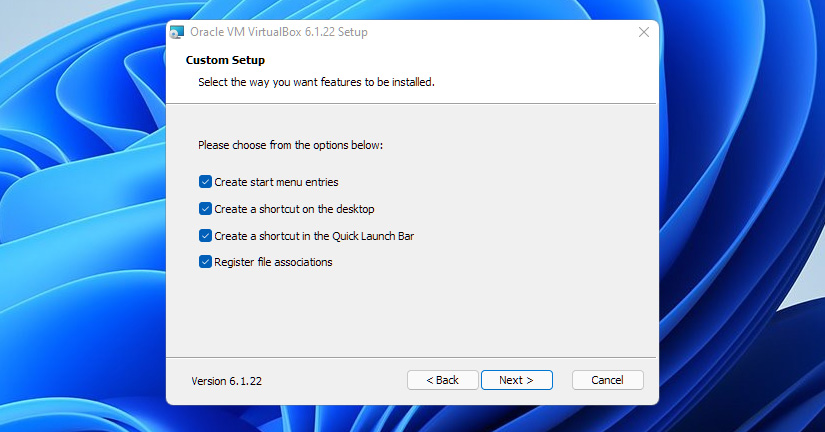 Oracle VM VirtualBox 6.1.22 Setup
Custom Setup
Select the way you want features to be installed.
Please choose from the options below:
Create start menu entries
Create a shortcut on the desktop
Create a shortcut in the Quick Launch Bar
Register file associations
Version 6.1.22
< Back
Next >
Cancel